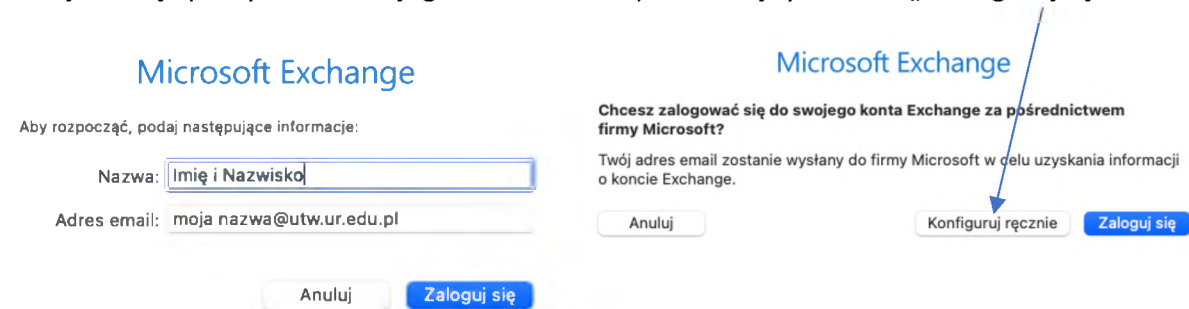 Microsoft Exchange
Aby rozpocząć, podaj następujące informacje:
Nazwa: Imię i Nazwisko
Adres email: moja nazwa@utw.ur.edu.pl
Anuluj Zaloguj się
Microsoft Exchange
Chcesz zalogować się do swojego konta Exchange za pośrednictwem
firmy Microsoft?
Twój adres email zostanie wysłany do firmy Microsoft w celu uzyskania informacji
o koncie Exchange.
Anuluj Konfiguruj ręcznie Zaloguj się